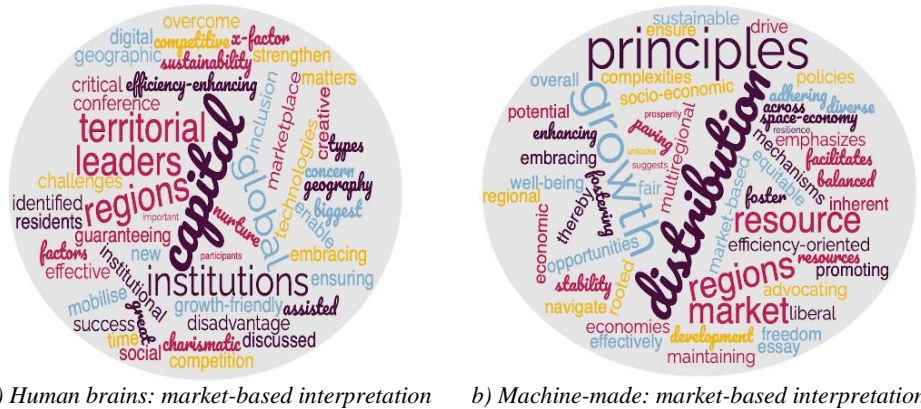 overcome
digital
competitive
x-factor
geographic
sustainability
strengthen
critical
efficiency-enhancing
matters
conference
inclusion
marketplace
creative
territorial
capital
types
leaders
global
technologies
concern
geography
challenges
regions
important
nurture
enable
biggest
identified
residents
guaranteeing
participants
embracing
factors
institutional
new
effective
institutions
ensuring
mobilise
great
growth-friendly
assisted
success
disadvantage
time
charismatic
discussed
social
competition
sustainable
ensure
drive
principles
overall
complexities
policies
growth
socio-economic
adhering
diverse
potential
prosperity
distribution
across
space-economy
enhancing
paving
multiregional
resilience
emphasizes
embracing
unlocks
suggests
mechanisms
facilitates
well-being
fostering
fair
market-based
equitable
balanced
regional
thereby
foster
inherent
economic
opportunities
resource
efficiency-oriented
stability
rooted
regions
resources
promoting
navigate
market
advocating
liberal
economies
effectively
development
freedom
essay
maintaining
) Human brains: market-based interpretation
b) Machine-made: market-based interpretation